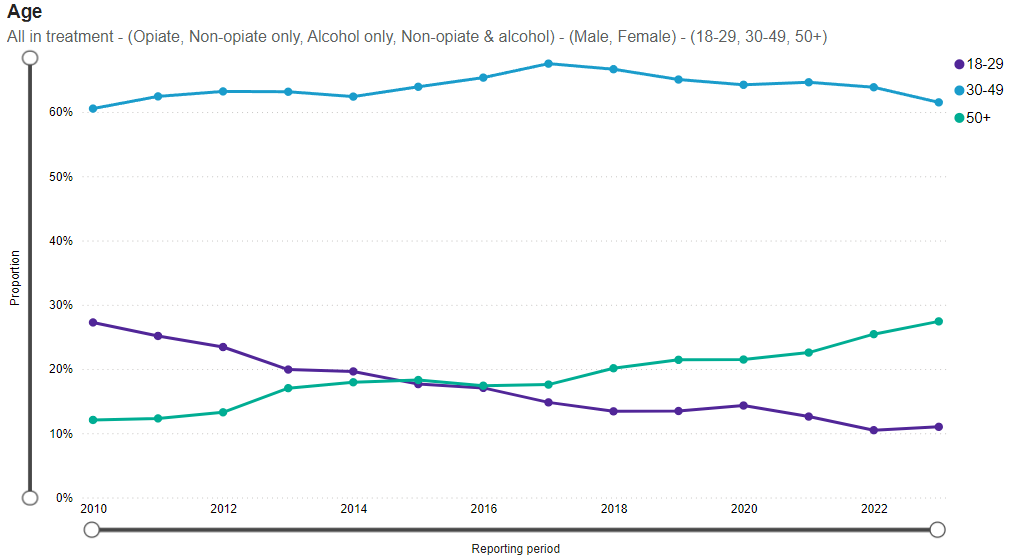 Age
All in treatment - (Opiate, Non-opiate only, Alcohol only, Non-opiate & alcohol) - (Male, Female) - (18-29, 30-49, 50+)
18-29
30-49
50+
60%
50%
40%
30%
20%
10%
0%
Proportion
2010 2012 2014 2016 2018 2020 2022
Reporting period